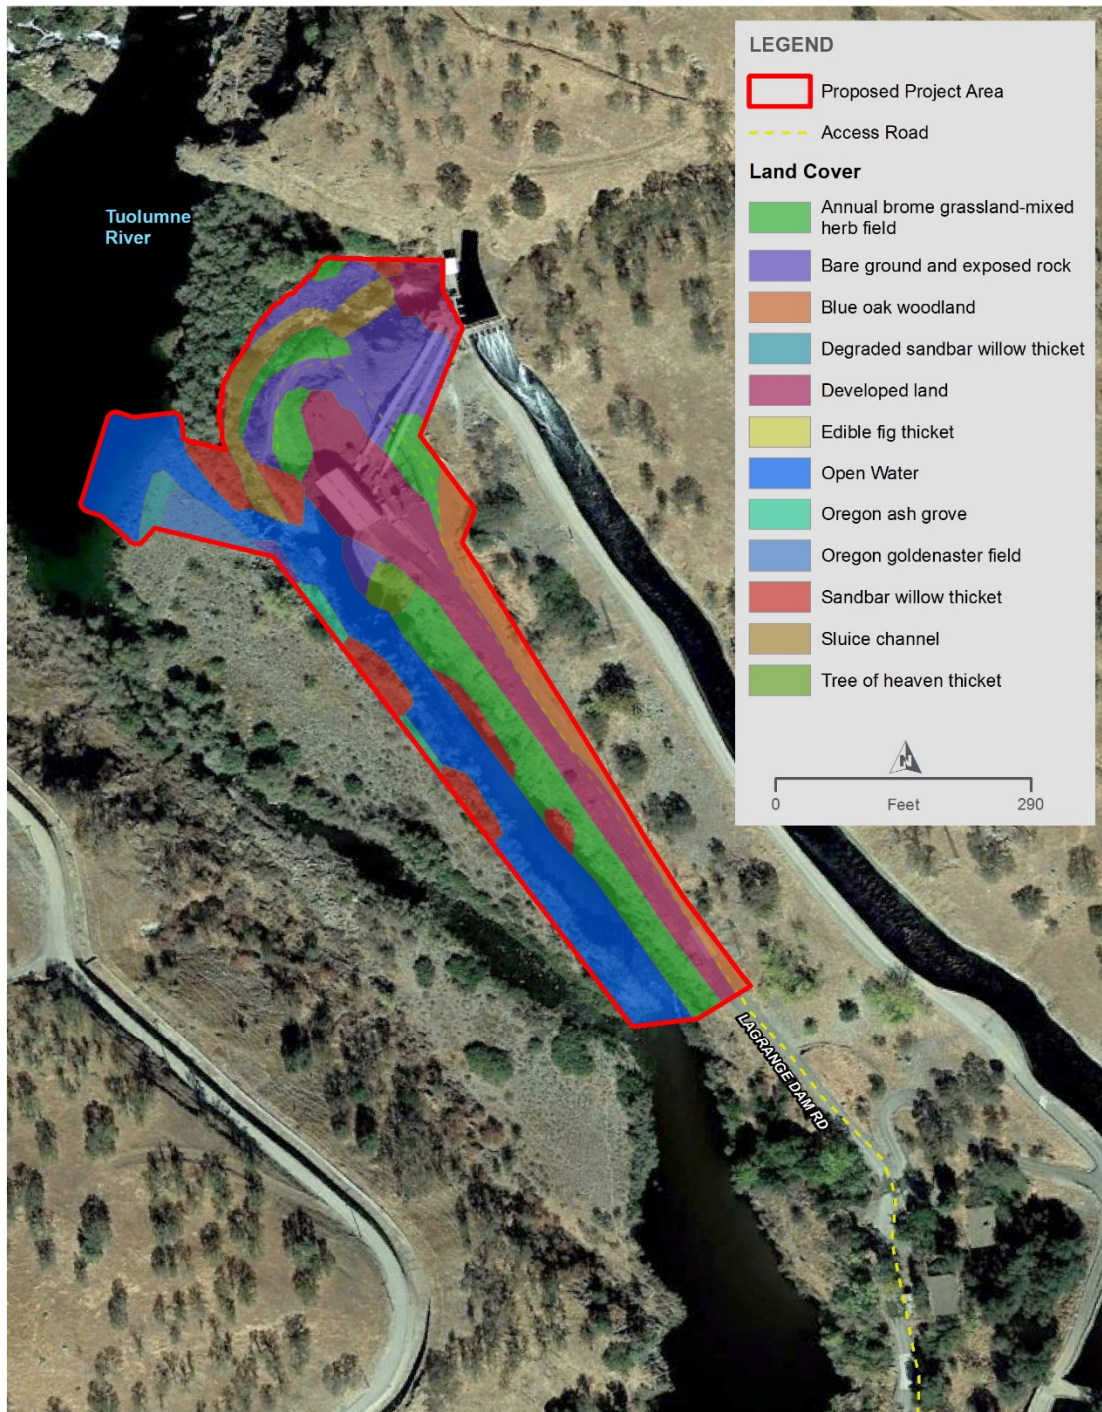 LEGEND
Proposed Project Area
Access Road
Land Cover
Annual brome grassland-mixed
herb field
Bare ground and exposed rock
Blue oak woodland
Degraded sandbar willow thicket
Developed land
Edible fig thicket
Open Water
Oregon ash grove
Oregon goldenaster field
Sandbar willow thicket
Sluice channel
Tree of heaven thicket
N
0 290
Feet
Tuolumne
River
LAGRANGE DAM RD